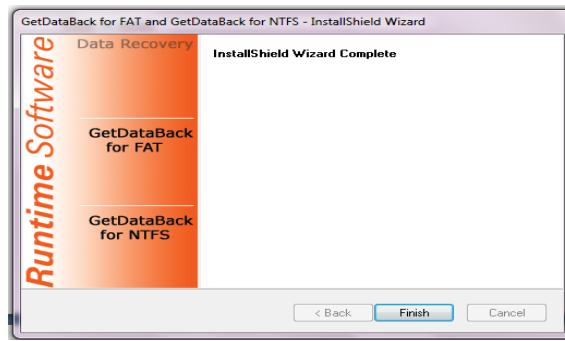 GetDataBack for FAT and GetDataBack for NTFS - InstallShield Wizard
Runtime Software
Data Recovery
GetDataBack
for FAT
GetDataBack
for NTFS
InstallShield Wizard Complete
< Back
Finish
Cancel